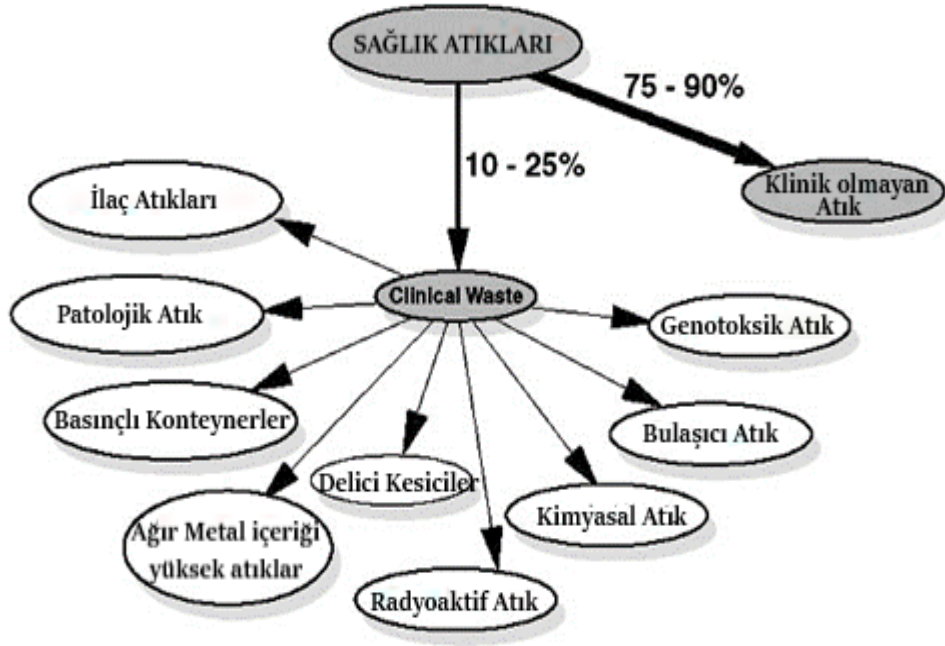 SAĞLIK ATIKLARI
75 - 90%
10 - 25%
Klinik olmayan
Atık
İlaç Atıkları
Clinical Waste
Patolojik Atık
Genotoksik Atık
Basınçlı Konteynerler
Bulaşıcı Atık
Delici Kesiciler
Kimyasal Atık
Ağır Metal içeriği
yüksek atıklar
Radyoaktif Atık